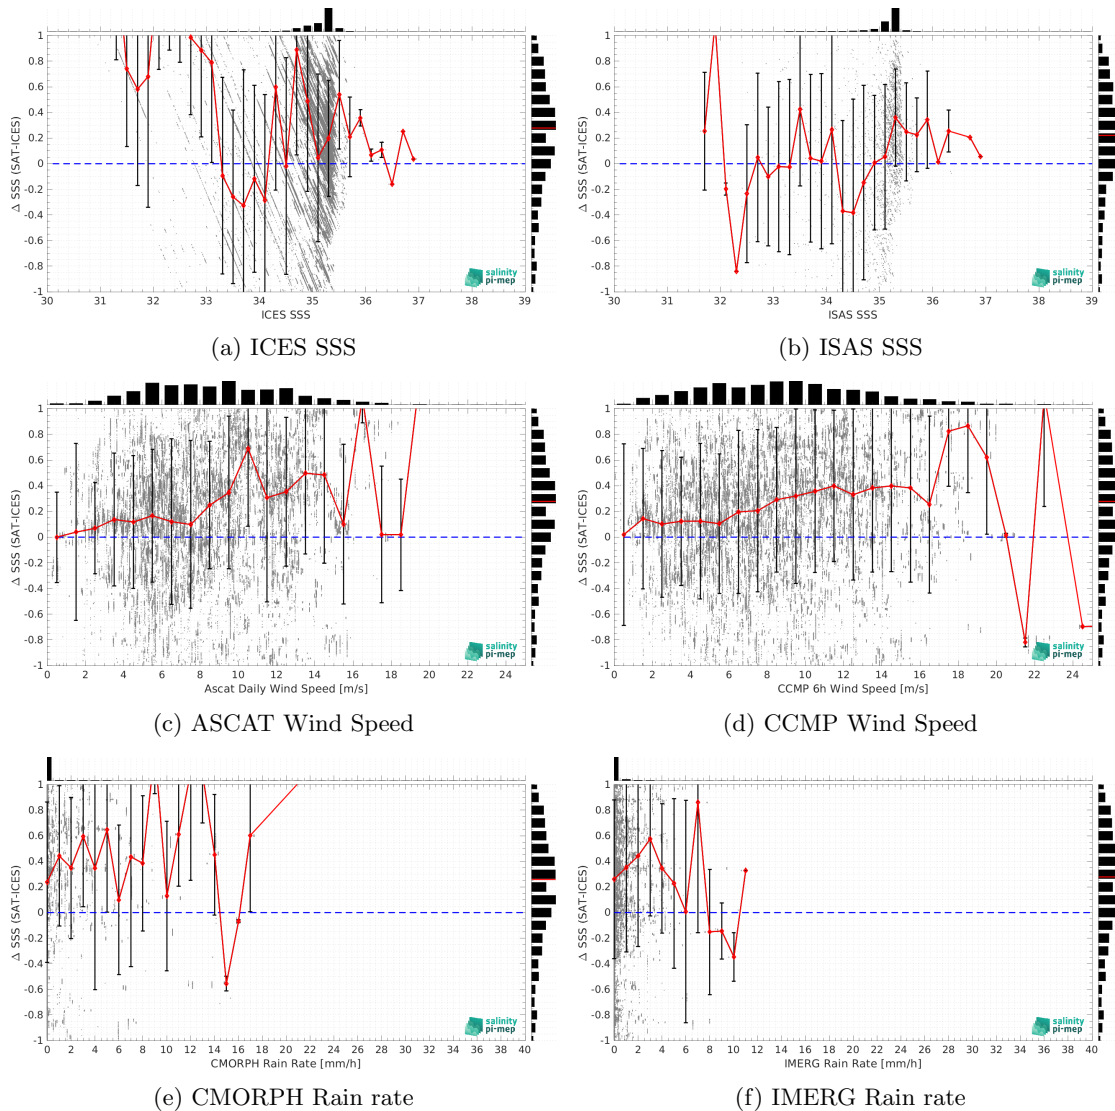 1
0.8
0.6
0.4
0.2
0
-0.2
-0.4
-0.6
-0.8
-1
Δ SSS (SAT-ICES)
30 31 32 33 34 35 36 37 38 39
ICES SSS
salinity
pi-mep
(a) ICES SSS
1
0.8
0.6
0.4
0.2
0
-0.2
-0.4
-0.6
-0.8
-1
Δ SSS (SAT-ICES)
30 31 32 33 34 35 36 37 38 39
ISAS SSS
salinity
pi-mep
(b) ISAS SSS
1
0.8
0.6
0.4
0.2
0
-0.2
-0.4
-0.6
-0.8
-1
Δ SSS (SAT-ICES)
0 2 4 6 8 10 12 14 16 18 20 22 24
Ascat Daily Wind Speed [m/s]
salinity
pi-mep
(c) ASCAT Wind Speed
1
0.8
0.6
0.4
0.2
0
-0.2
-0.4
-0.6
-0.8
-1
Δ SSS (SAT-ICES)
0 2 4 6 8 10 12 14 16 18 20 22 24
CCMP 6h Wind Speed [m/s]
salinity
pi-mep
(d) CCMP Wind Speed
1
0.8
0.6
0.4
0.2
0
-0.2
-0.4
-0.6
-0.8
-1
Δ SSS (SAT-ICES)
0 2 4 6 8 10 12 14 16 18 20 22 24 26 28 30 32 34 36 38 40
CMORPH Rain Rate [mm/h]
salinity
pi-mep
(e) CMORPH Rain rate
1
0.8
0.6
0.4
0.2
0
-0.2
-0.4
-0.6
-0.8
-1
Δ SSS (SAT-ICES)
0 2 4 6 8 10 12 14 16 18 20 22 24 26 28 30 32 34 36 38 40
IMERG Rain Rate [mm/h]
salinity
pi-mep
(f) IMERG Rain rate